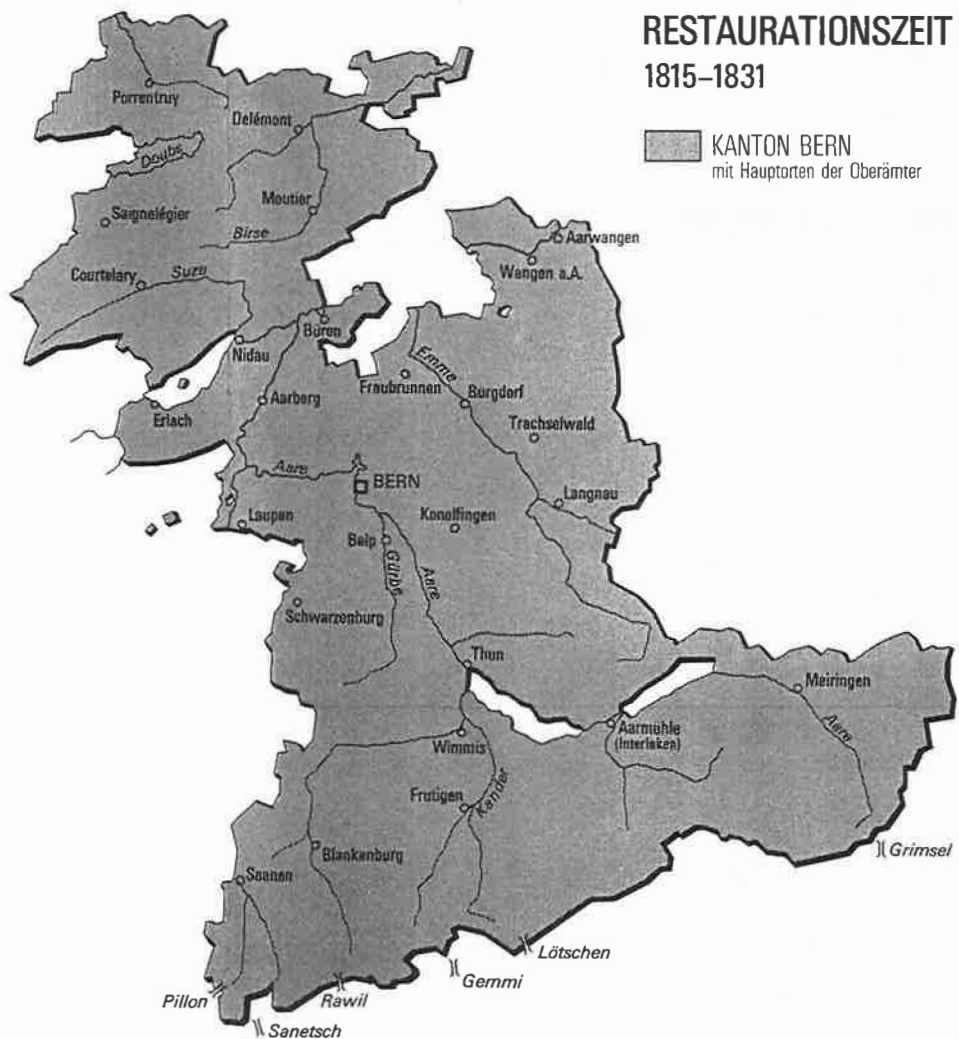 RESTAURATIONSZEIT
1815–1831
KANTON BERN
mit Hauptorten der Oberämter
Porrentruy
Delémont
Doubs
Moutier
Saignelégier
Birse
Aarwangen
Wangen a.A.
Courtelary
Suze
Büren
Nidau
Emme
Fraubrunnen
Burgdorf
Erlach
Aarberg
Trachselwald
Aare
BERN
Langnau
Laupen
Konolfingen
Belp
Gürbe
Aare
Schwarzenburg
Thun
Meiringen
Aare
Aarmühle
(Interlaken)
Wimmis
Frutigen
Kander
Grimsel
Blankenburg
Saanen
Lötschen
Gemmi
Pillon
Rawil
Sanetsch